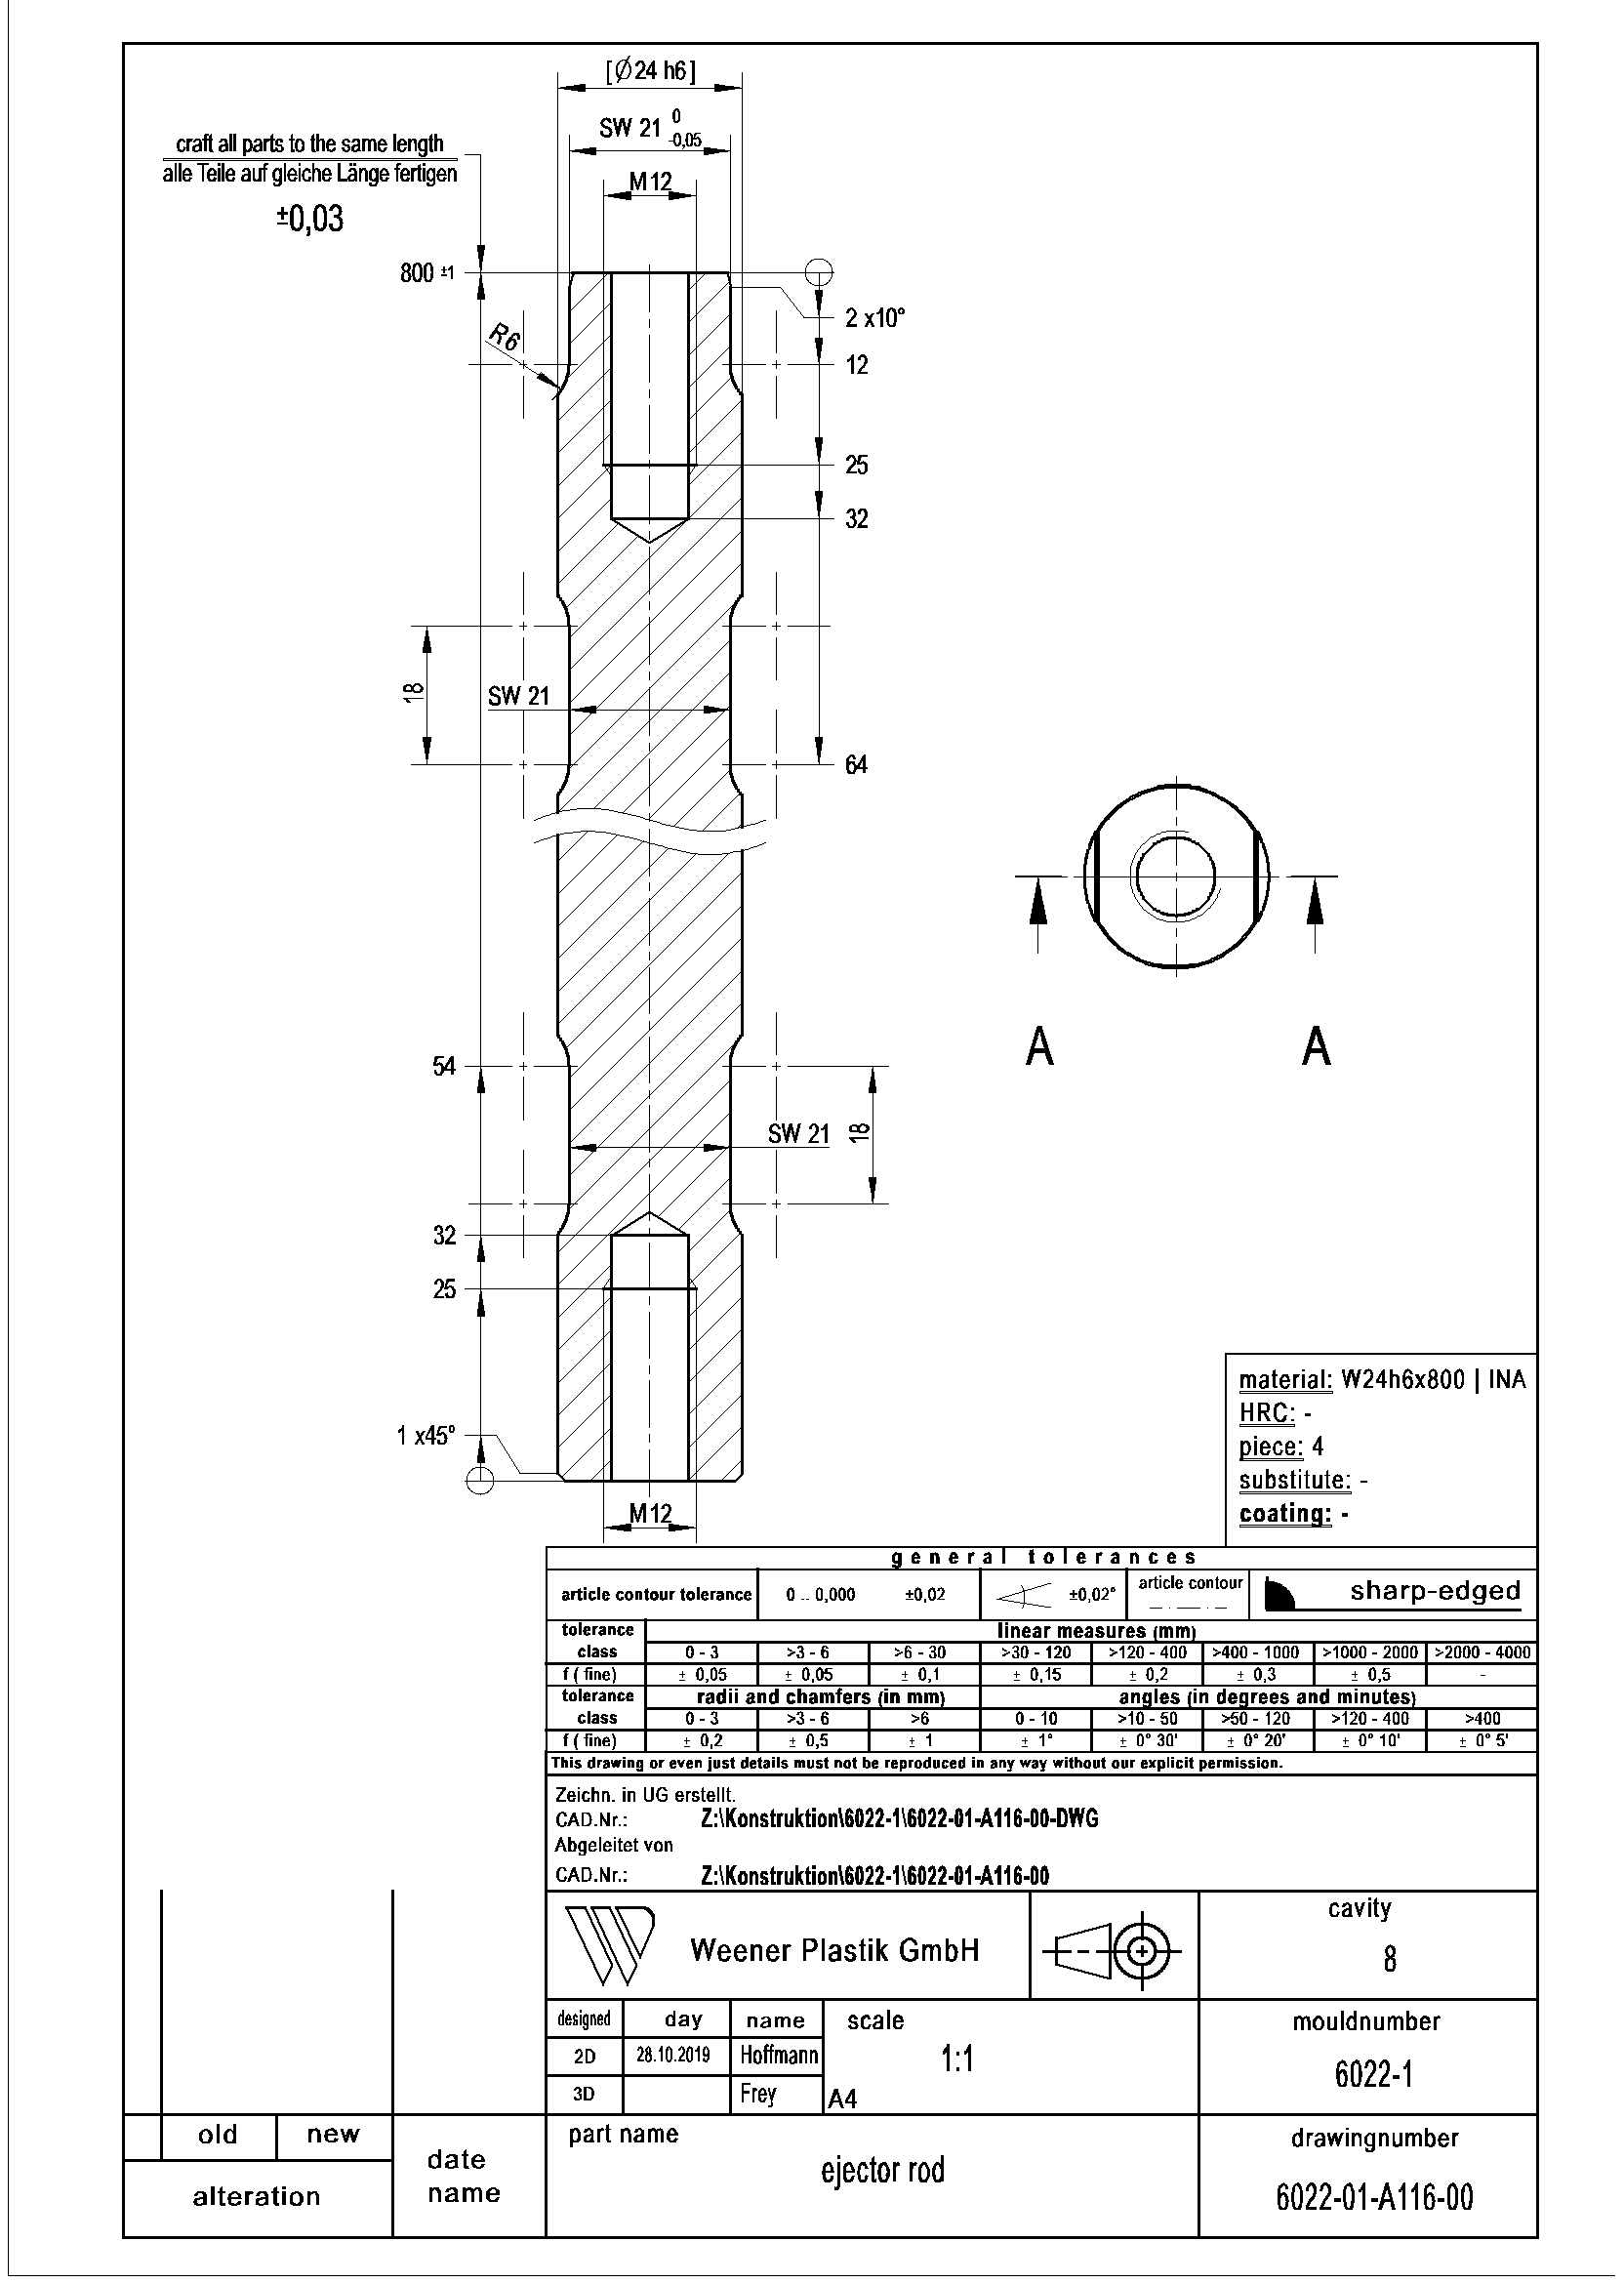 [Ø24 h6]
SW 21 0 -0,05
M12
craft all parts to the same length
alle Teile auf gleiche Länge fertigen
±0,03
800 ±1
R6
2 x10°
12
25
32
18
SW 21
64
54
SW 21
18
32
25
1 x45°
M12
A A
material: W24h6x800 | INA
HRC: -
piece: 4
substitute: -
coating: -
general tolerances
article contour tolerance 0 .. 0,000 ±0,02 ±0,02° article contour sharp-edged
tolerance class linear measures (mm)
0 - 3 >3 - 6 >6 - 30 >30 - 120 >120 - 400 >400 - 1000 >1000 - 2000 >2000 - 4000
f ( fine) ± 0,05 ± 0,05 ± 0,1 ± 0,15 ± 0,2 ± 0,3 ± 0,5 -
tolerance class radii and chamfers (in mm) angles (in degrees and minutes)
0 - 3 >3 - 6 >6 0 - 10 >10 - 50 >50 - 120 >120 - 400 >400
f ( fine) ± 0,2 ± 0,5 ± 1 ± 1° ± 0° 30' ± 0° 20' ± 0° 10' ± 0° 5'
This drawing or even just details must not be reproduced in any way without our explicit permission.
Zeichn. in UG erstellt.
CAD.Nr.: Z:\Konstruktion\6022-1\6022-01-A116-00-DWG
Abgeleitet von
CAD.Nr.: Z:\Konstruktion\6022-1\6022-01-A116-00
Weener Plastik GmbH
cavity
8
designed day name scale
2D 28.10.2019 Hoffmann 1:1
3D Frey A4
mouldnumber
6022-1
old new
alteration
date
name
part name
ejector rod
drawingnumber
6022-01-A116-00